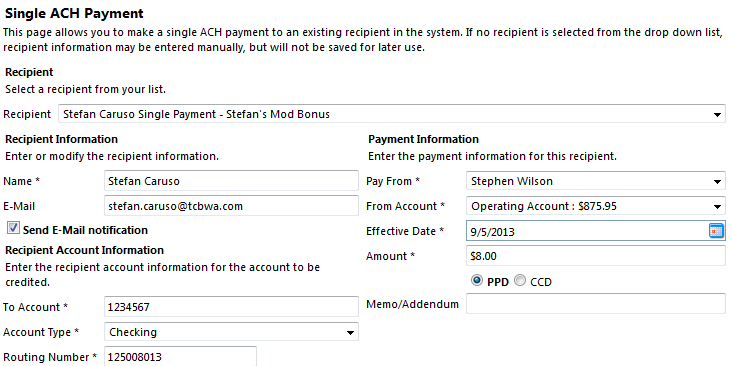 Single ACH Payment
This page allows you to make a single ACH payment to an existing recipient in the system. If no recipient is selected from the drop down list,
recipient information may be entered manually, but will not be saved for later use.
Recipient
Select a recipient from your list.
Recipient Stefan Caruso Single Payment - Stefan's Mod Bonus
Recipient Information
Enter or modify the recipient information.
Name * Stefan Caruso
E-Mail stefan.caruso@tcbwa.com
Send E-Mail notification
Recipient Account Information
Enter the recipient account information for the account to be
credited.
To Account * 1234567
Account Type * Checking
Routing Number * 125008013
Payment Information
Enter the payment information for this recipient.
Pay From * Stephen Wilson
From Account * Operating Account : $875.95
Effective Date * 9/5/2013
Amount * $8.00
PPD CCD
Memo/Addendum